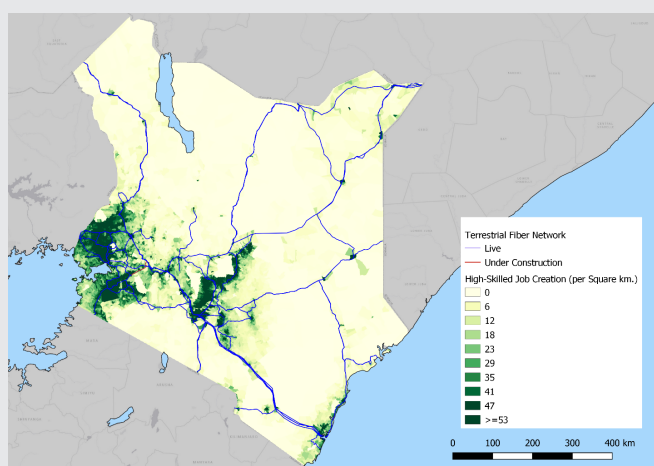 Terrestrial Fiber Network
Live
Under Construction
High-Skilled Job Creation (per Square km.)
0
6
12
18
23
29
35
41
47
>=53
0 100 200 300 400 km